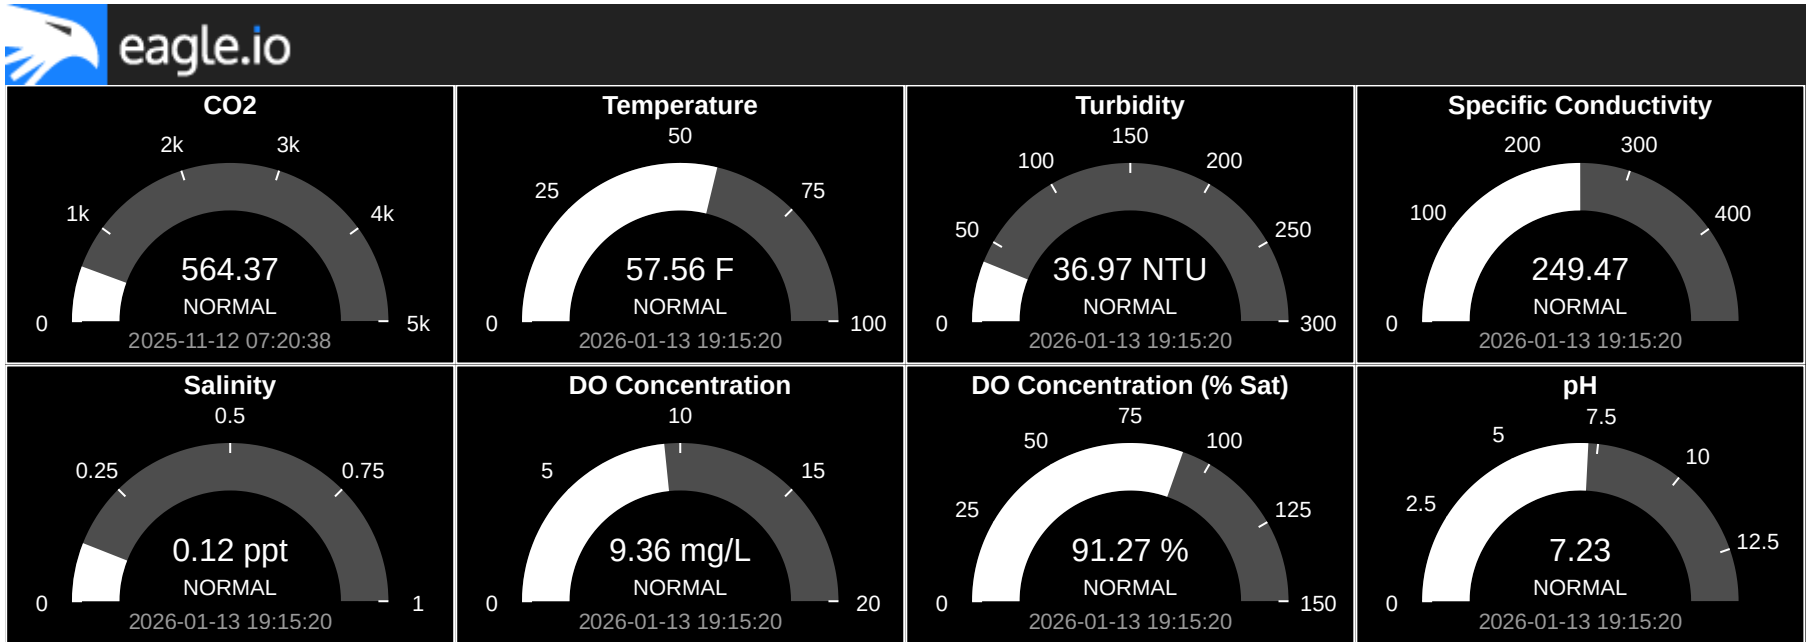 eagle.io
CO2
2k
3k
1k
4k
0
5k
564.37
NORMAL
2025-11-12 07:20:38
Temperature
50
25
75
0
100
57.56 F
NORMAL
2026-01-13 19:15:20
Turbidity
150
100
200
50
250
0
300
36.97 NTU
NORMAL
2026-01-13 19:15:20
Specific Conductivity
200
300
100
400
0
249.47
NORMAL
2026-01-13 19:15:20
Salinity
0.5
0.25
0.75
0
1
0.12 ppt
NORMAL
2026-01-13 19:15:20
DO Concentration
10
5
15
0
20
9.36 mg/L
NORMAL
2026-01-13 19:15:20
DO Concentration (% Sat)
75
50
100
25
125
0
150
91.27 %
NORMAL
2026-01-13 19:15:20
pH
7.5
5
10
2.5
12.5
0
7.23
NORMAL
2026-01-13 19:15:20